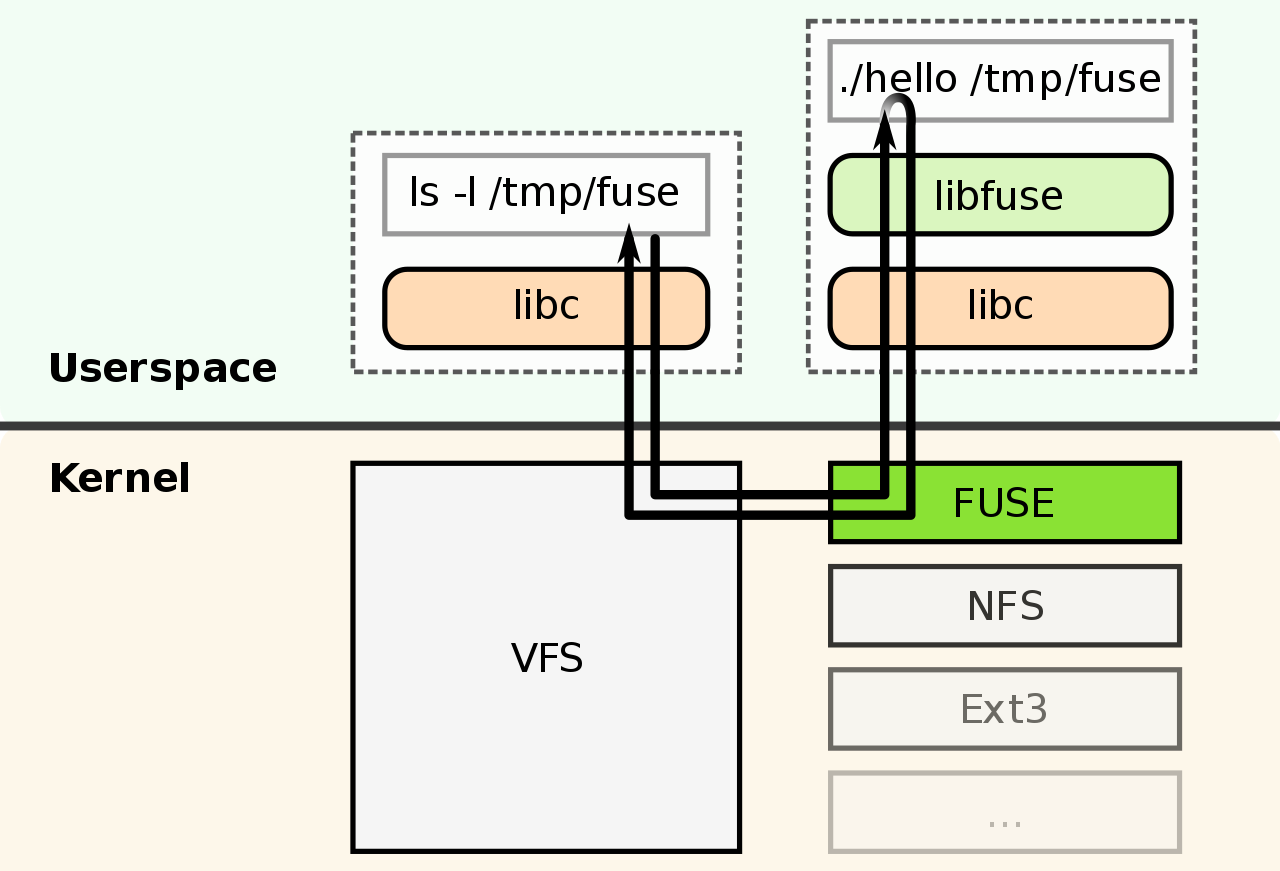 ./hello /tmp/fuse
ls -l /tmp/fuse
libfuse
libc
libc
Userspace
Kernel
FUSE
NFS
VFS
Ext3
...